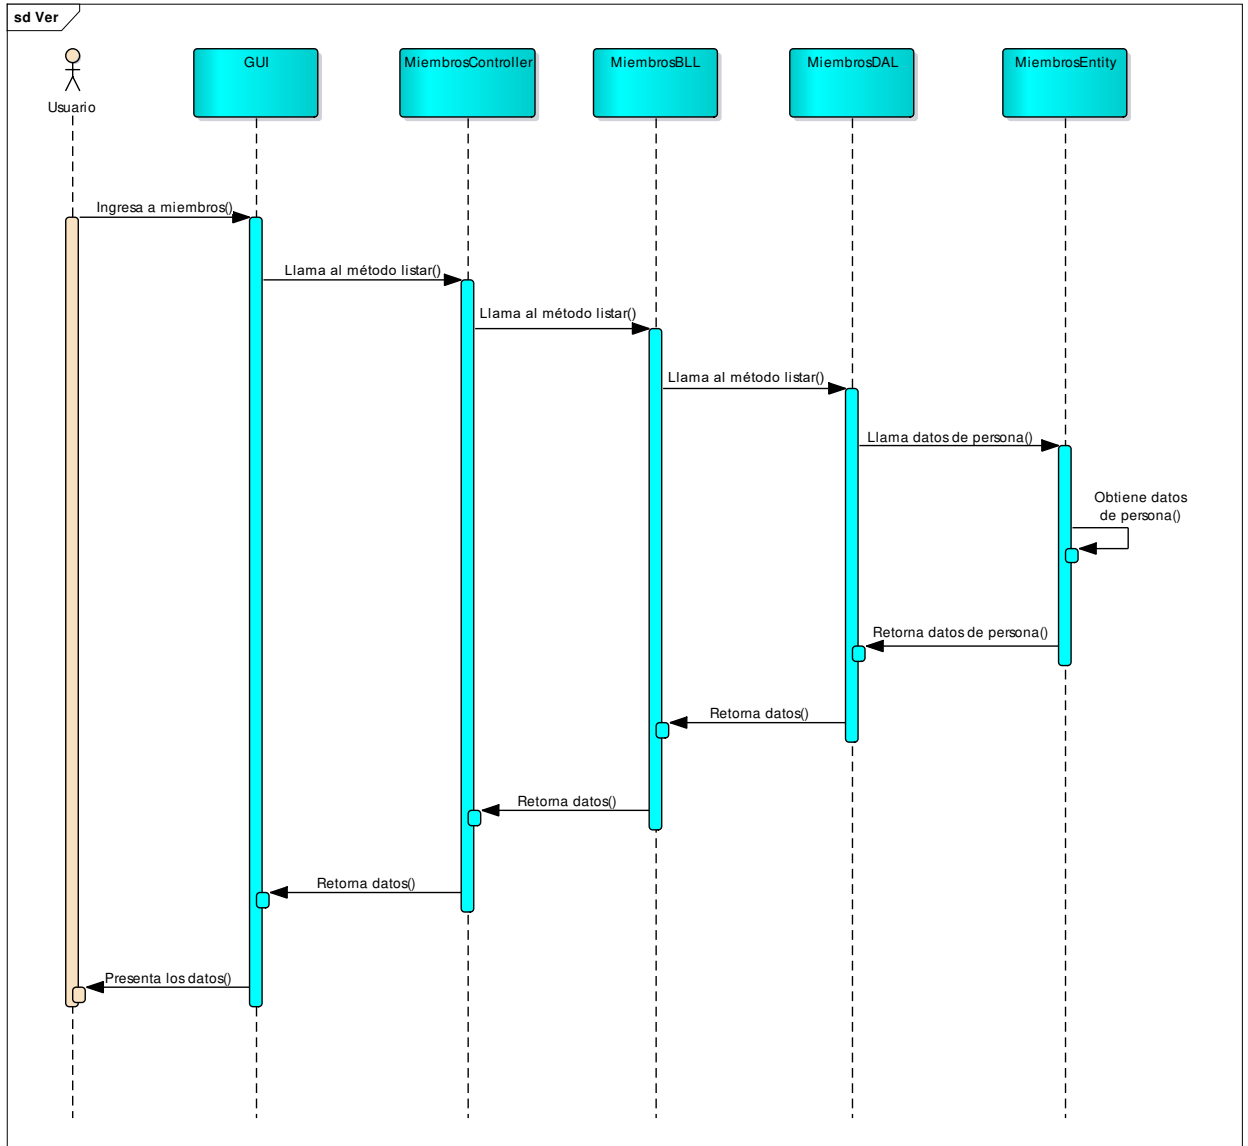 sd Ver
Usuario
GUI
MiembrosController
MiembrosBLL
MiembrosDAL
MiembrosEntity
Ingresa a miembros()
Llama al método listar()
Llama al método listar()
Llama al método listar()
Llama datos de persona()
Obtiene datos
de persona()
Retorna datos de persona()
Retorna datos()
Retorna datos()
Retorna datos()
Presenta los datos()